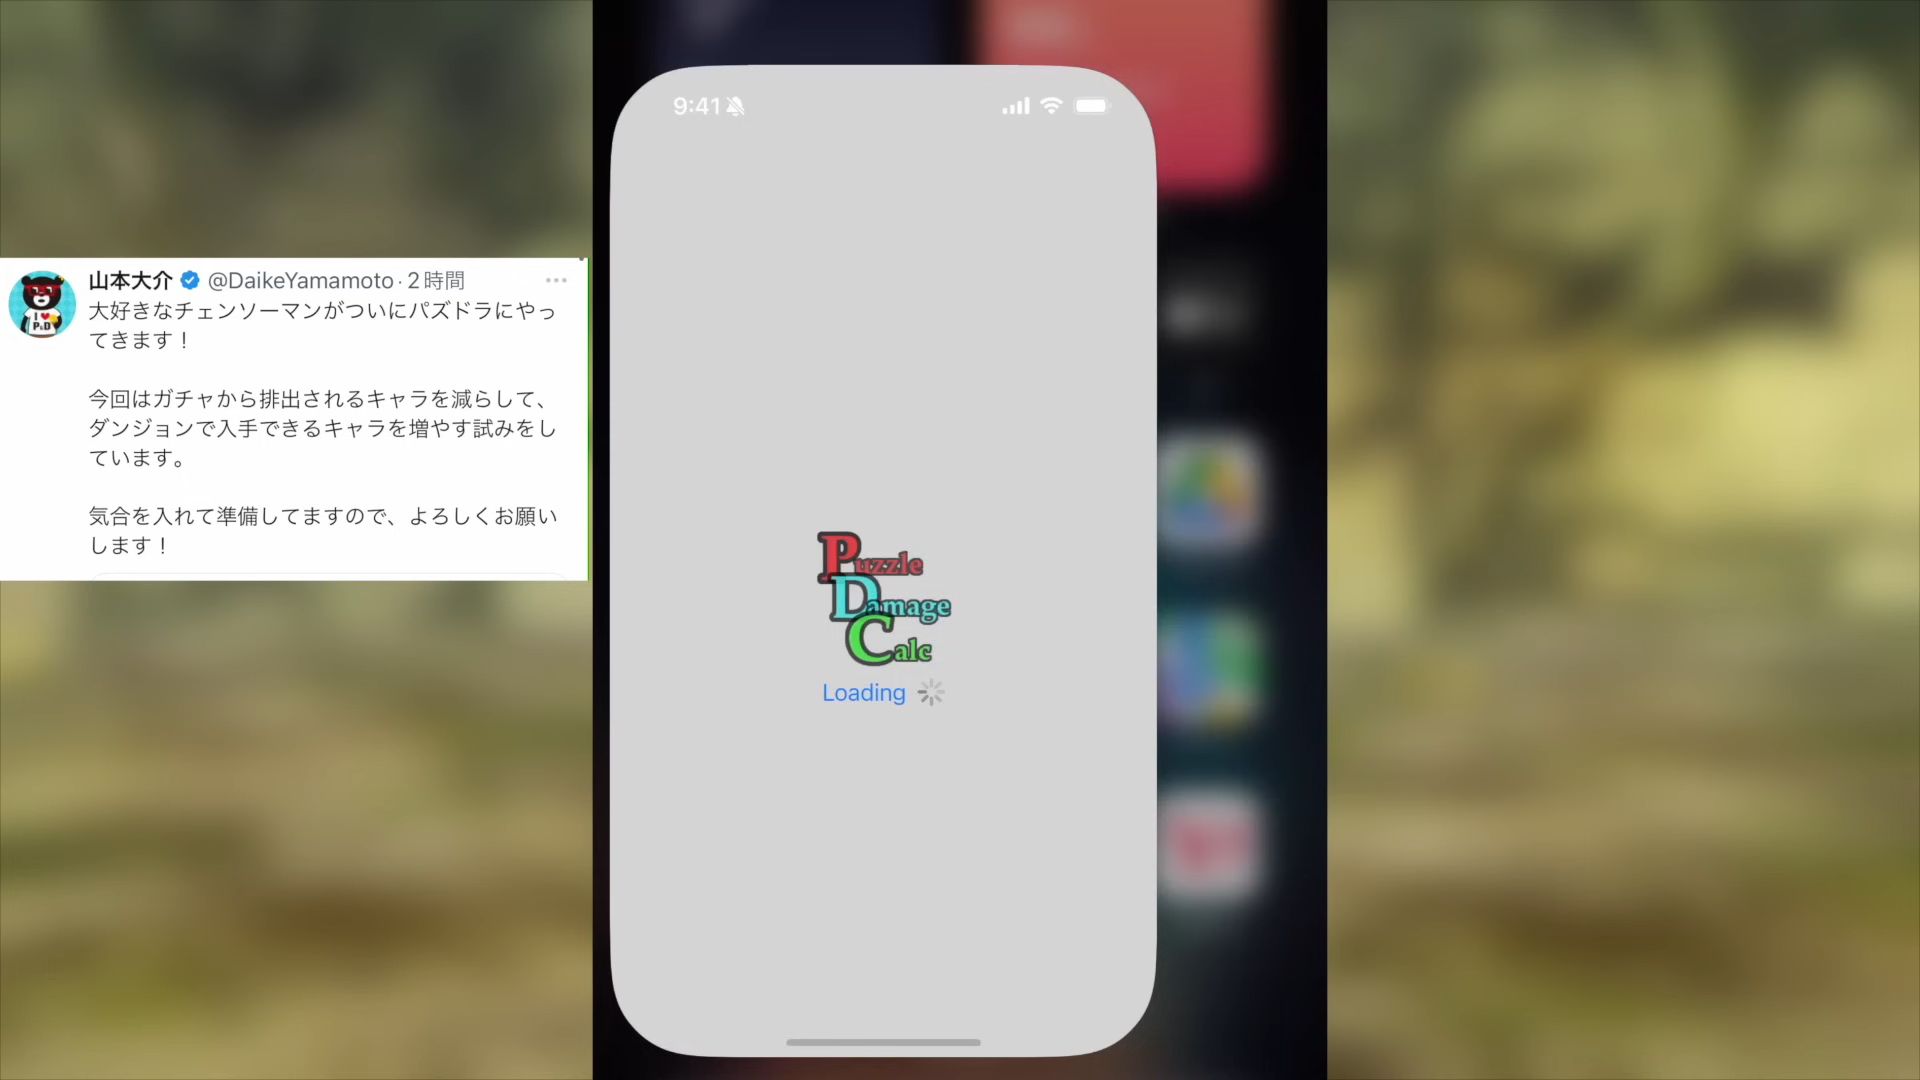 山本大介 @DaikeYamamoto · 2時間
大好きなチェンソーマンがついにパズドラにやっ
てきます！
今回はガチャから排出されるキャラを減らして、
ダンジョンで入手できるキャラを増やす試みをし
ています。
気合を入れて準備してますので、よろしくお願い
します！
I ♥
P&D
9:41
Puzzle
Damage
Calc
Loading